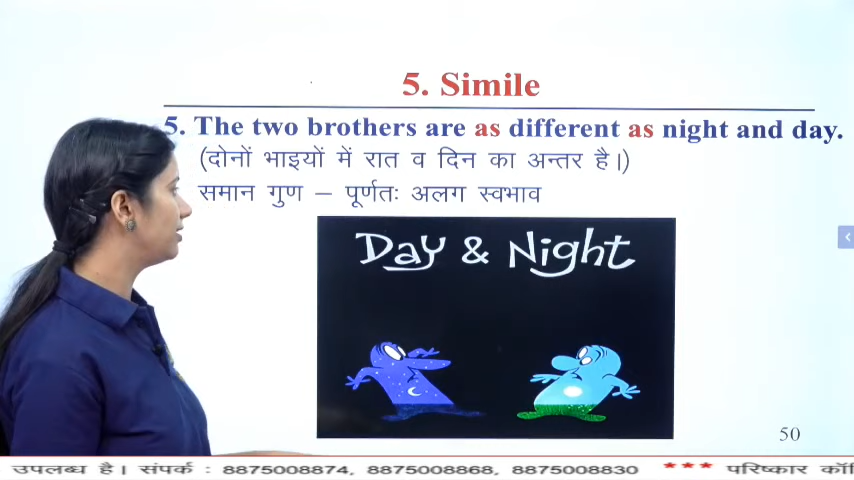 5. Simile
5. The two brothers are as different as night and day.
(दोनों भाइयों में रात व दिन का अन्तर है।)
समान गुण – पूर्णतः अलग स्वभाव
Day & Night
50
उपलब्ध है। संपर्क : 8875008874, 8875008868, 8875008830 *** परिष्कार